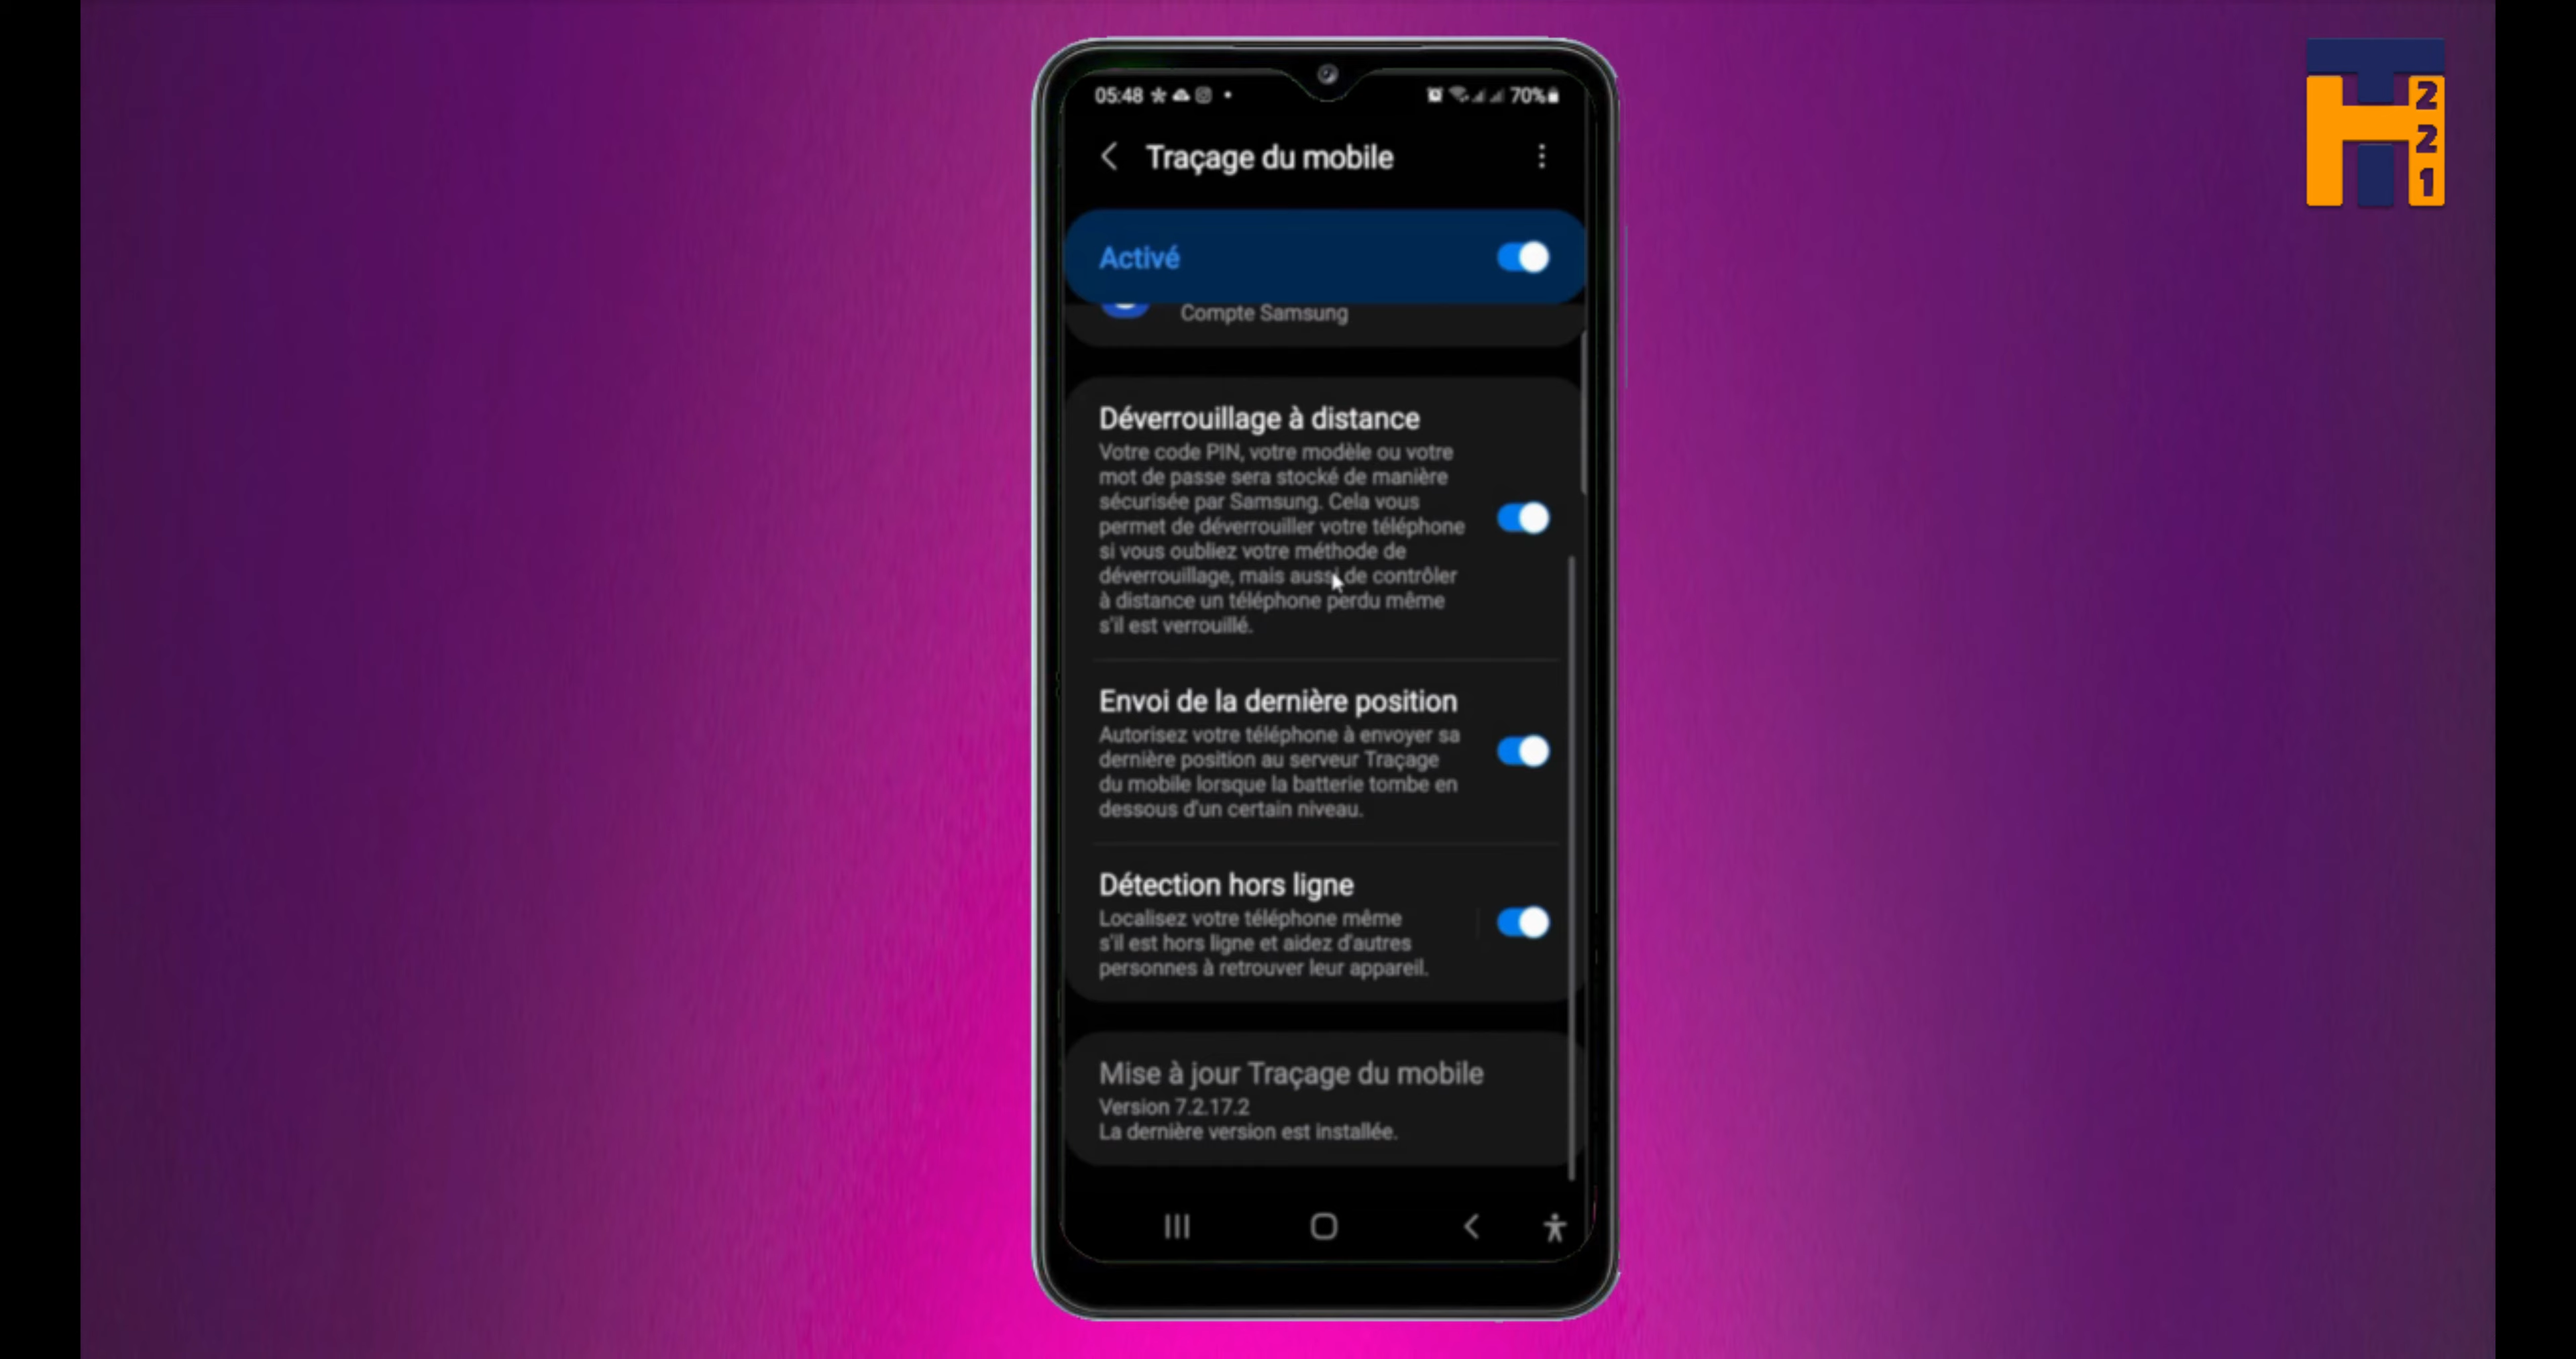 05:48
70%
Traçage du mobile
Activé
Compte Samsung
Déverrouillage à distance
Votre code PIN, votre modèle ou votre
mot de passe sera stocké de manière
sécurisée par Samsung. Cela vous
permet de déverrouiller votre téléphone
si vous oubliez votre méthode de
déverrouillage, mais aussi de contrôler
à distance un téléphone perdu même
s'il est verrouillé.
Envoi de la dernière position
Autorisez votre téléphone à envoyer sa
dernière position au serveur Traçage
du mobile lorsque la batterie tombe en
dessous d'un certain niveau.
Détection hors ligne
Localisez votre téléphone même
s'il est hors ligne et aidez d'autres
personnes à retrouver leur appareil.
Mise à jour Traçage du mobile
Version 7.2.17.2
La dernière version est installée.
TH
221